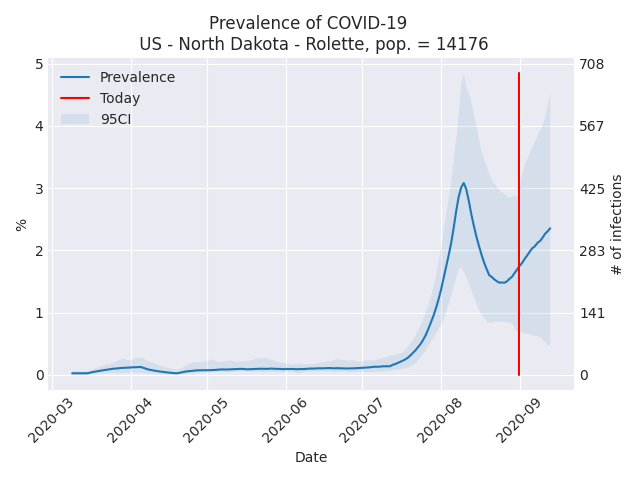 Prevalence of COVID-19
US - North Dakota - Rolette, pop. = 14176
Prevalence
Today
95CI
5
4
3
2
1
0
%
708
567
425
283
141
0
# of infections
2020-03
2020-04
2020-05
2020-06
2020-07
2020-08
2020-09
Date